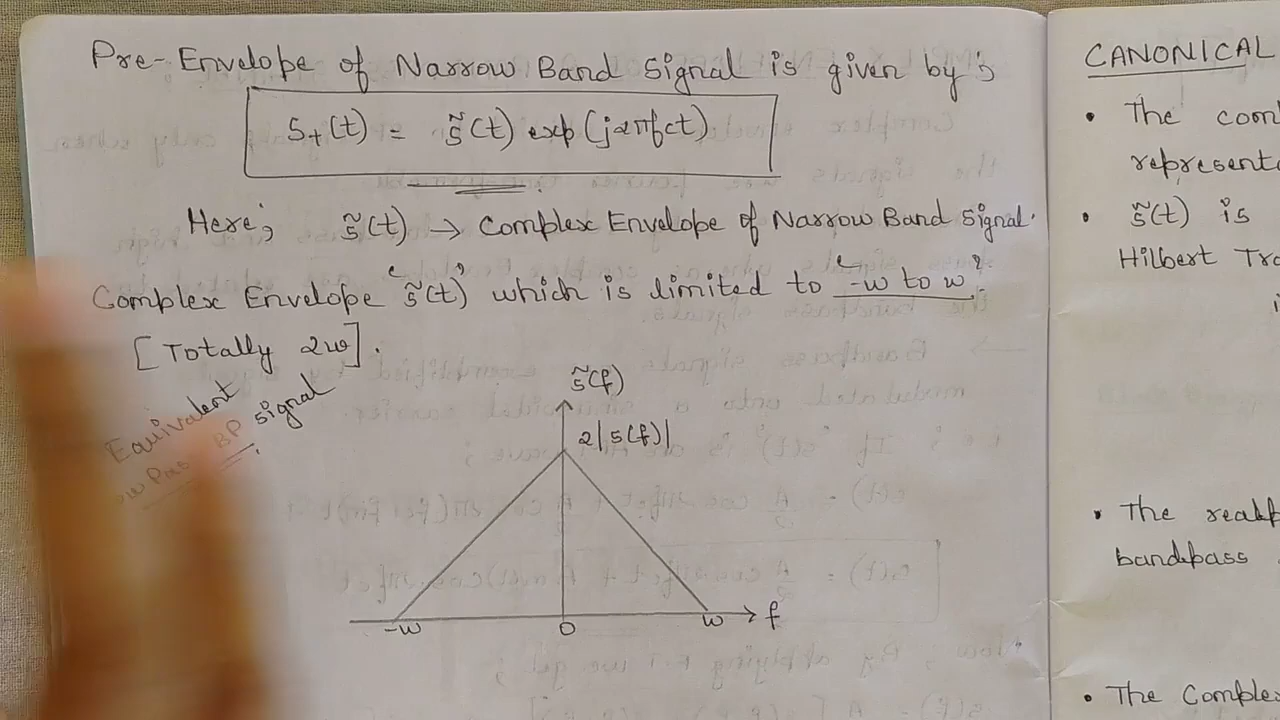 Pre-Envelope of Narrow Band Signal is given by;
S₊(t) = s̃(t) exp(j2πfct)
Here; s̃(t) → Complex Envelope of Narrow Band Signal.
Complex Envelope ‘s̃(t)’ which is limited to ‘-w to w’.
[Totally 2w].
Equivalent
BP signal
s̃(f)
2|s(f)|
-w
0
w
f
CANONICAL
• The com
represent
• s̃(t) is
Hilbert Tra
• The real
bandpass
• The Comple